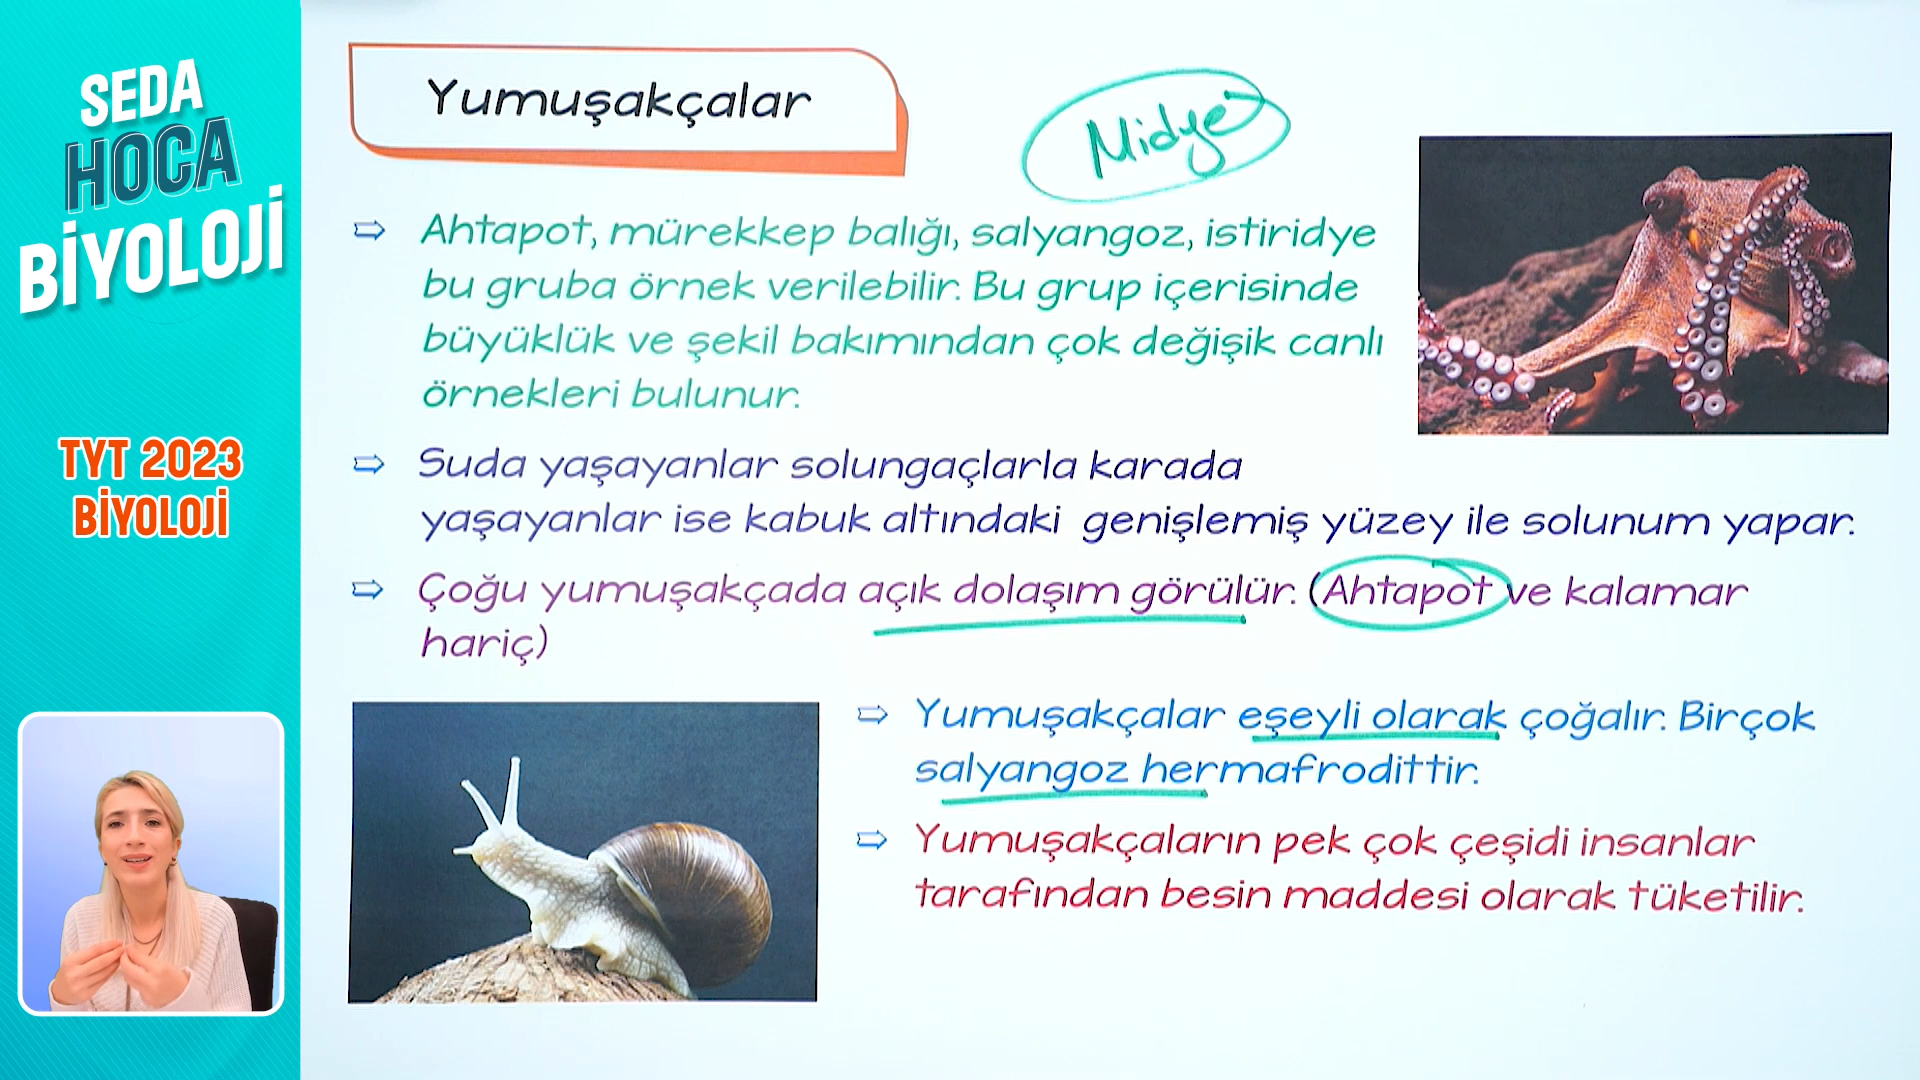 SEDA
HOCA
BİYOLOJİ
TYT 2023
BİYOLOJİ
Yumuşakçalar
Midye
Ahtapot, mürekkep balığı, salyangoz, istiridye
bu gruba örnek verilebilir. Bu grup içerisinde
büyüklük ve şekil bakımından çok değişik canlı
örnekleri bulunur.
Suda yaşayanlar solungaçlarla karada
yaşayanlar ise kabuk altındaki genişlemiş yüzey ile solunum yapar.
Çoğu yumuşakçada açık dolaşım görülür. (Ahtapot ve kalamar
hariç)
Yumuşakçalar eşeyli olarak çoğalır. Birçok
salyangoz hermafrodittir.
Yumuşakçaların pek çok çeşidi insanlar
tarafından besin maddesi olarak tüketilir.